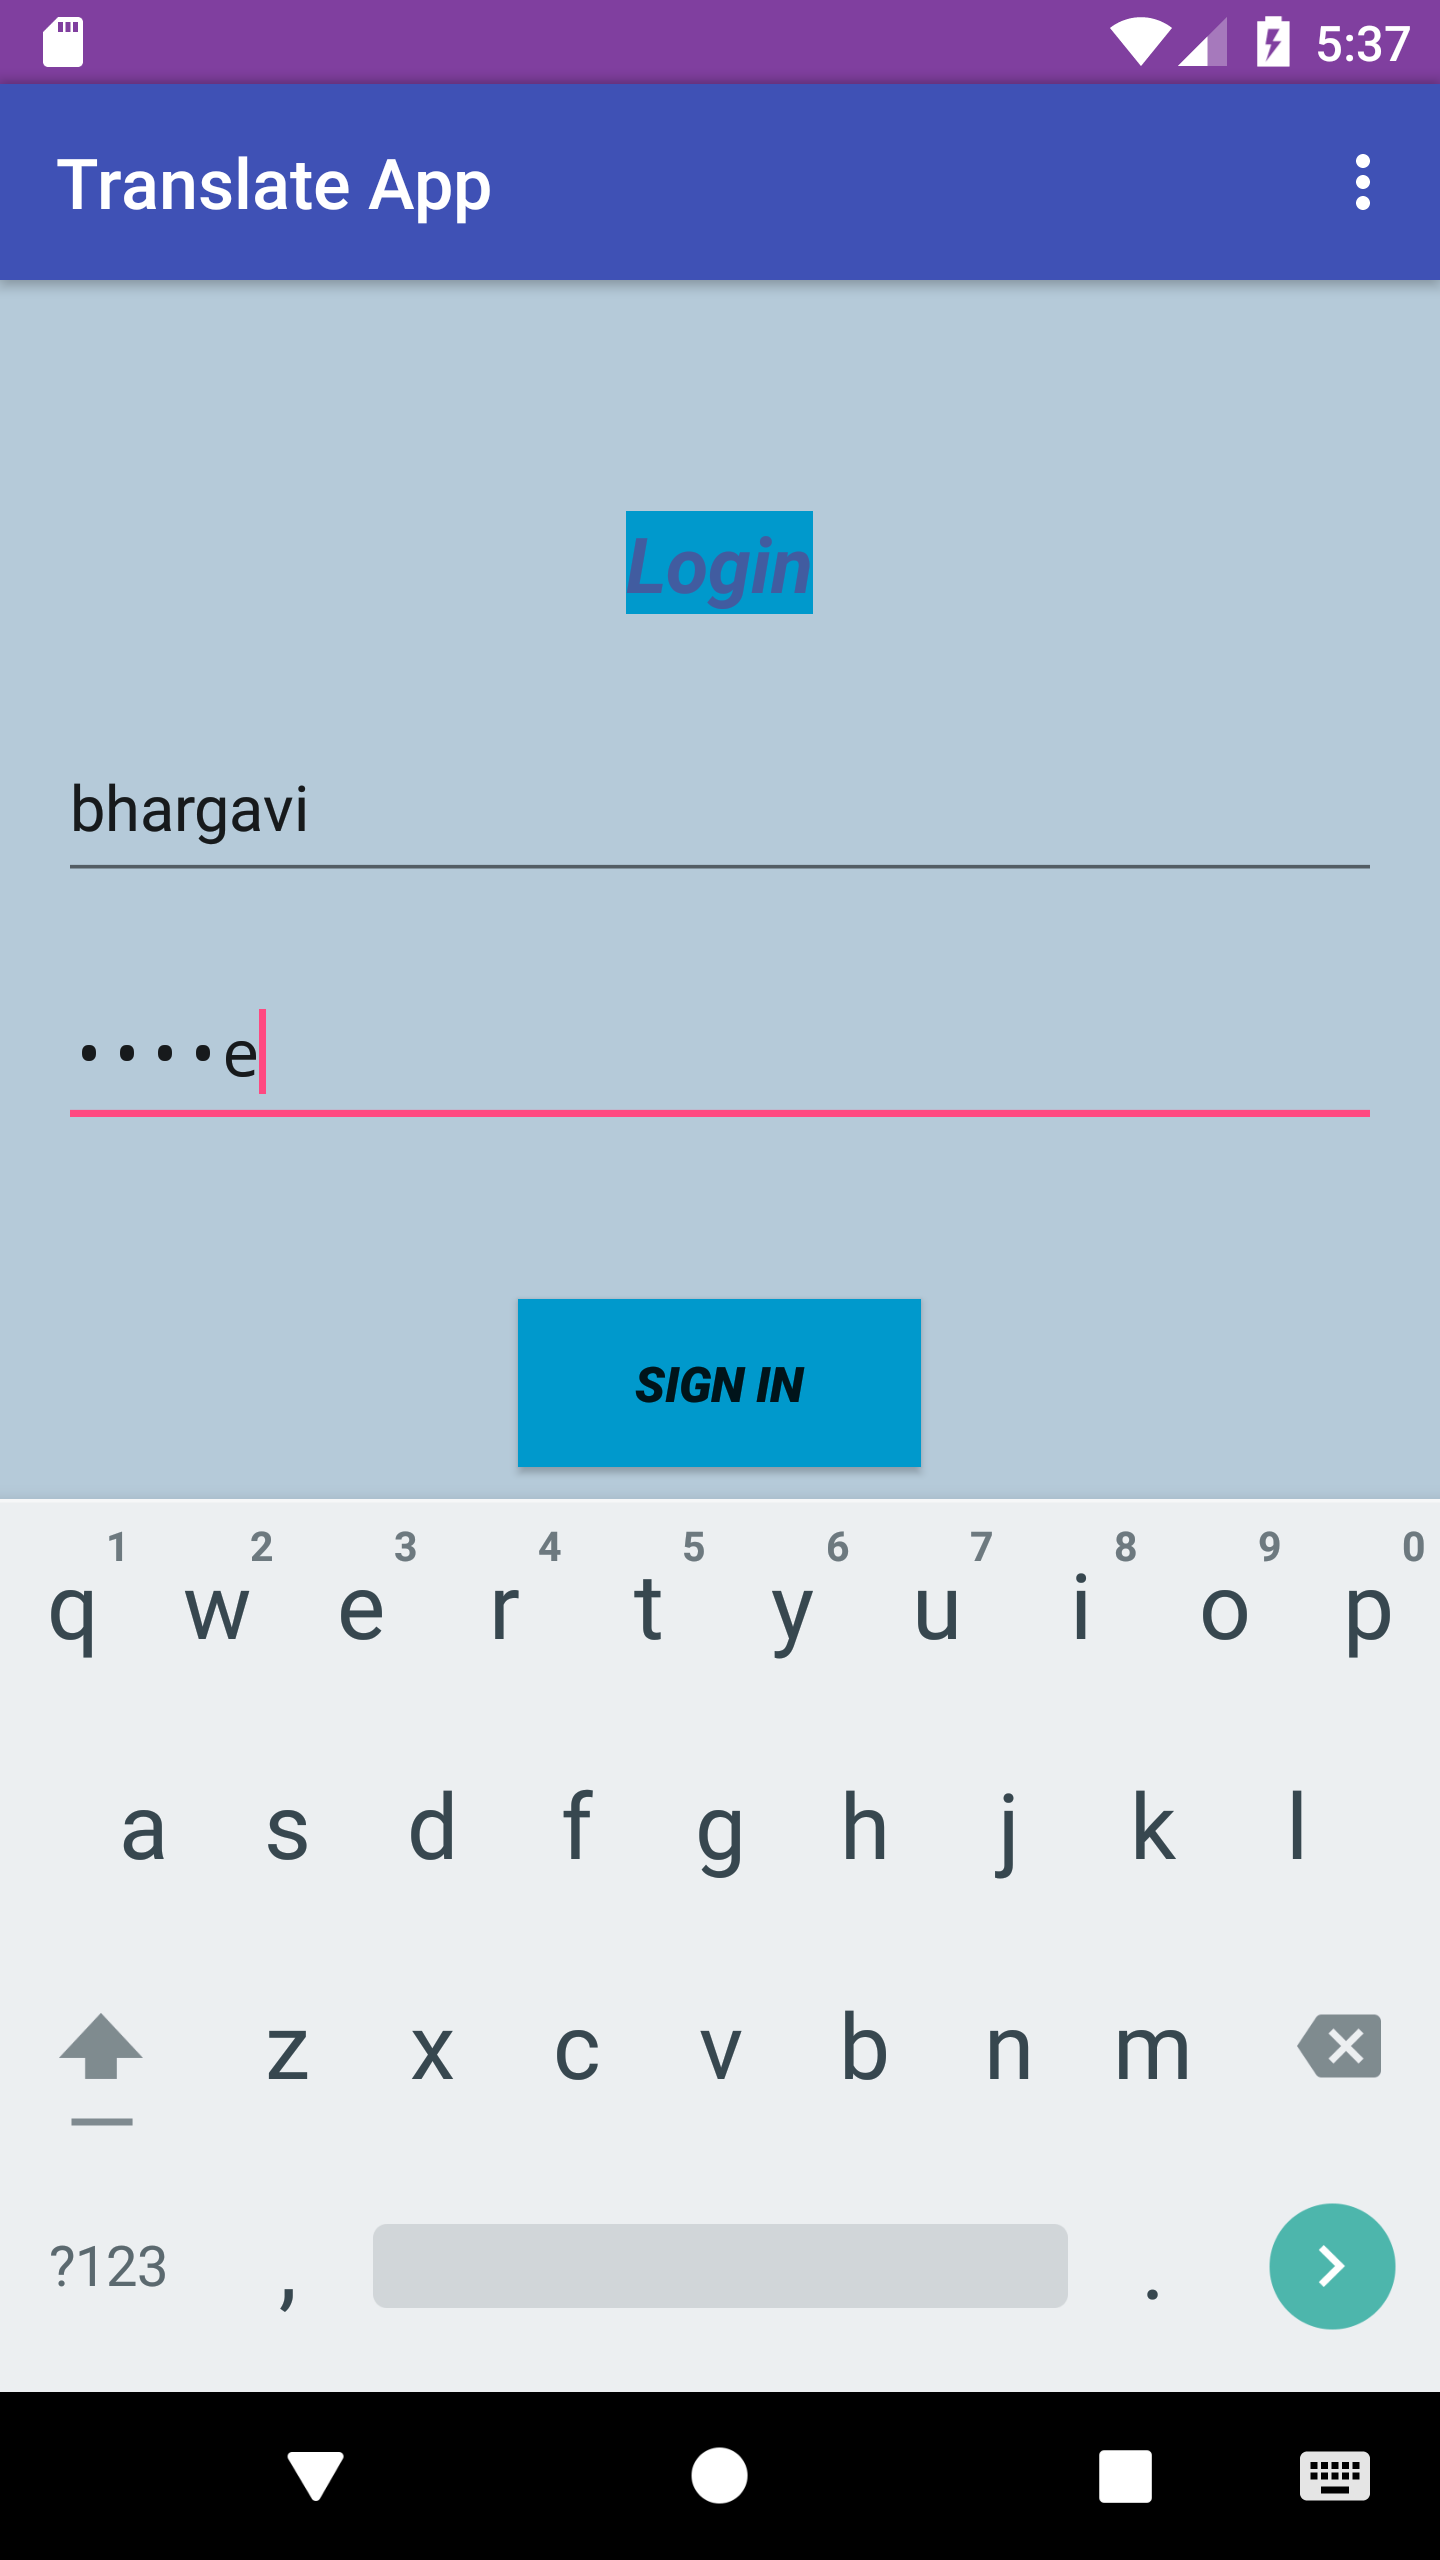 5:37
Translate App
Login
bhargavi
••••e
SIGN IN
1 2 3 4 5 6 7 8 9 0
q w e r t y u i o p
a s d f g h j k l
z x c v b n m
?123 , .